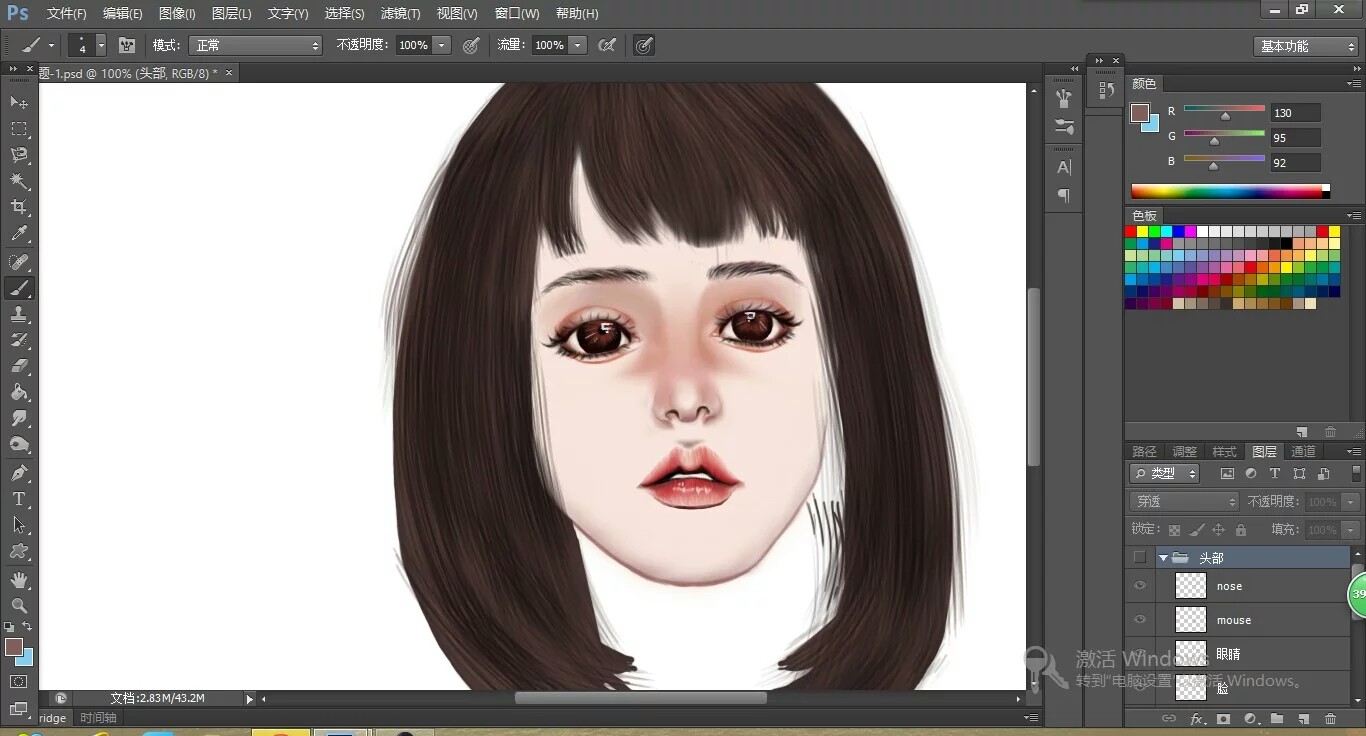 Ps 文件(F) 编辑(E) 图像(I) 图层(L) 文字(Y) 选择(S) 滤镜(T) 视图(V) 窗口(W) 帮助(H)
4 模式: 正常 不透明度: 100% 流量: 100% 基本功能
题-1.psd @ 100% (头部, RGB/8) * ×
颜色
R 130
G 95
B 92
色板
路径 调整 样式 图层 通道
类型
穿透 不透明度: 100%
锁定: 填充: 100%
头部
nose
39
mouse
眼睛
脸
激活 Windows
转到"电脑设置"以激活 Windows。
文档:2.83M/43.2M
ridge 时间轴